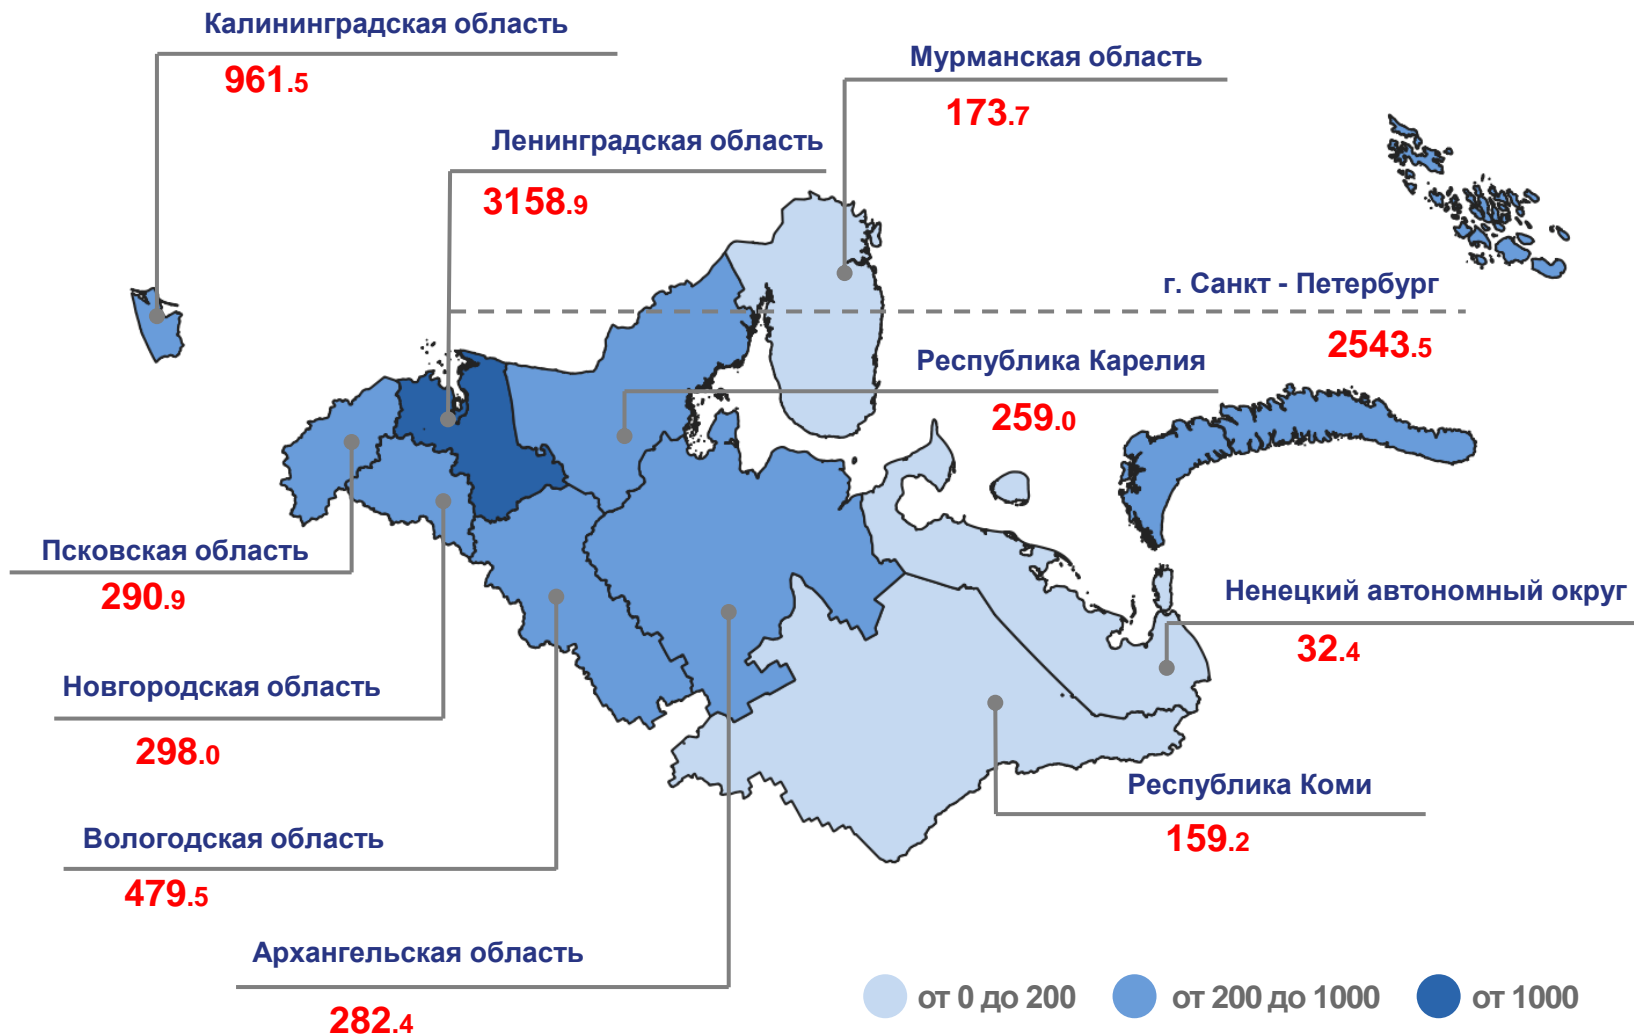 Калининградская область
961.5
Мурманская область
173.7
Ленинградская область
3158.9
г. Санкт - Петербург
2543.5
Республика Карелия
259.0
Псковская область
290.9
Ненецкий автономный округ
32.4
Новгородская область
298.0
Республика Коми
159.2
Вологодская область
479.5
Архангельская область
282.4
от 0 до 200
от 200 до 1000
от 1000